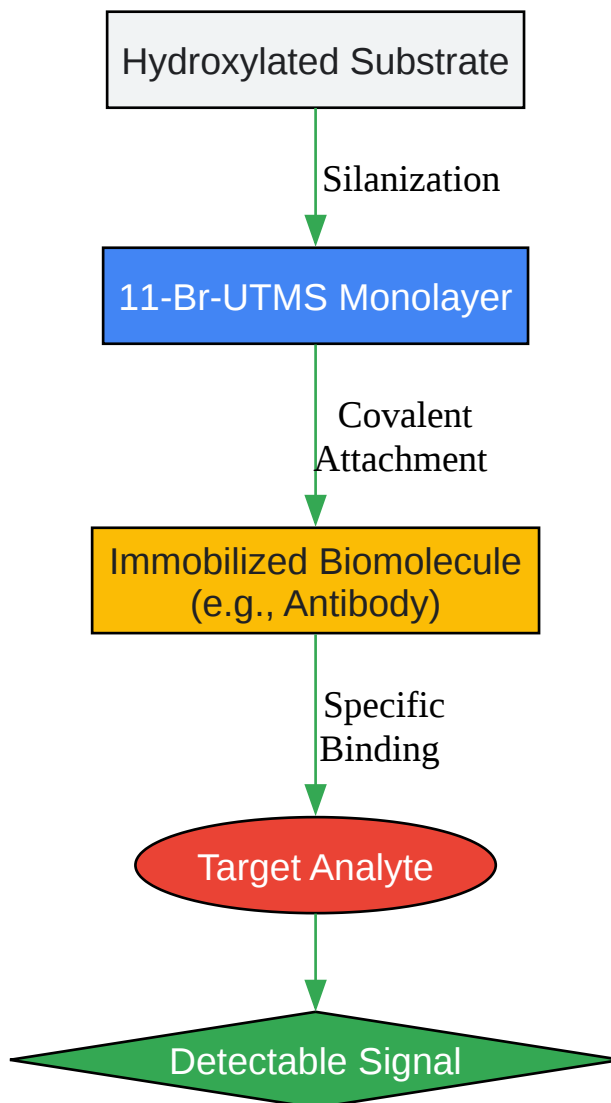 Hydroxylated Substrate
Silanization
11-Br-UTMS Monolayer
Covalent
Attachment
Immobilized Biomolecule
(e.g., Antibody)
Specific
Binding
Target Analyte
Detectable Signal